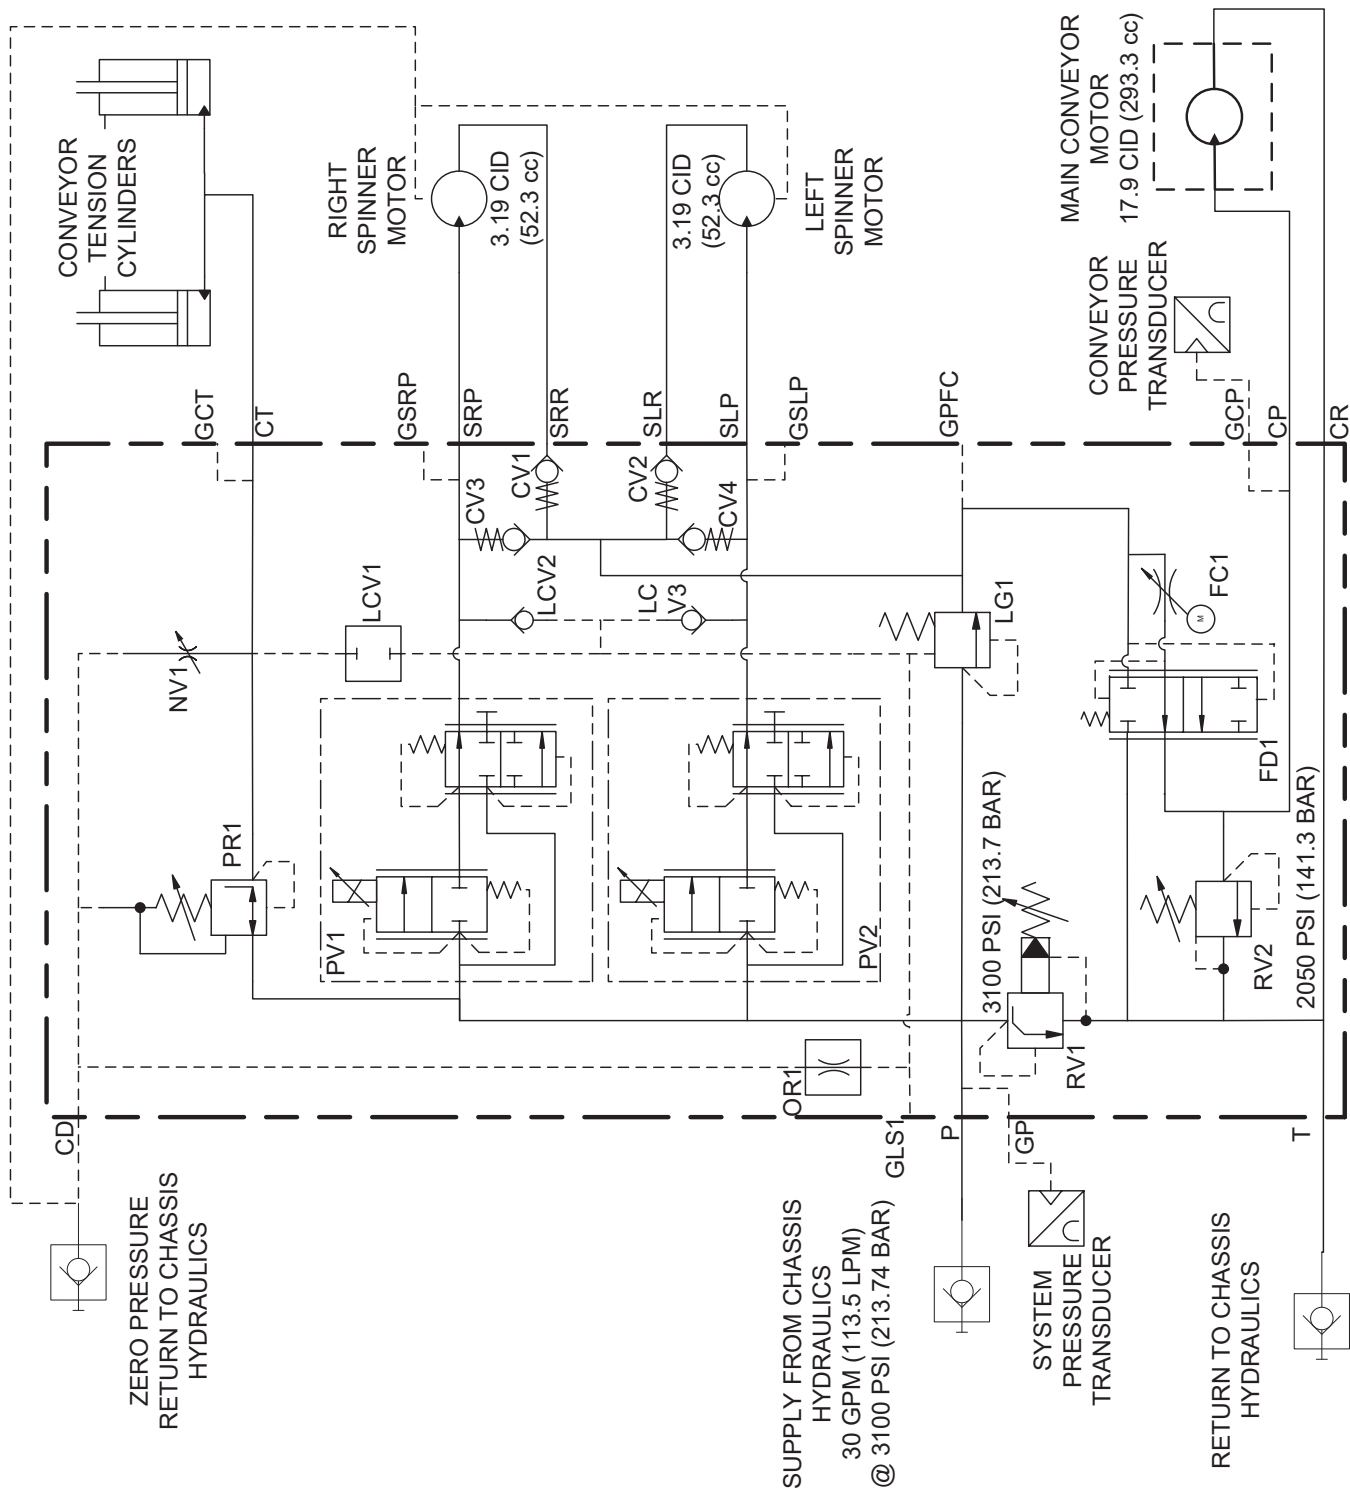 CONVEYOR
TENSION
CYLINDERS
RIGHT
SPINNER
MOTOR
3.19 CID
(52.3 cc)
3.19 CID
(52.3 cc)
LEFT
SPINNER
MOTOR
MAIN CONVEYOR
MOTOR
17.9 CID (293.3 cc)
CONVEYOR
PRESSURE
TRANSDUCER
GCT
CT
GSRP
SRP
SRR
SLR
SLP
GSLP
GPFC
GCP
CP
CR
CV3
CV1
CV2
CV4
LCV1
LCV2
LC
V3
NV1
LG1
FC1
M
PR1
PV1
PV2
FD1
3100 PSI (213.7 BAR)
RV1
RV2
2050 PSI (141.3 BAR)
OR1
CD
GLS1
P
GP
T
ZERO PRESSURE
RETURN TO CHASSIS
HYDRAULICS
SUPPLY FROM CHASSIS
HYDRAULICS
30 GPM (113.5 LPM)
@ 3100 PSI (213.74 BAR)
SYSTEM
PRESSURE
TRANSDUCER
RETURN TO CHASSIS
HYDRAULICS